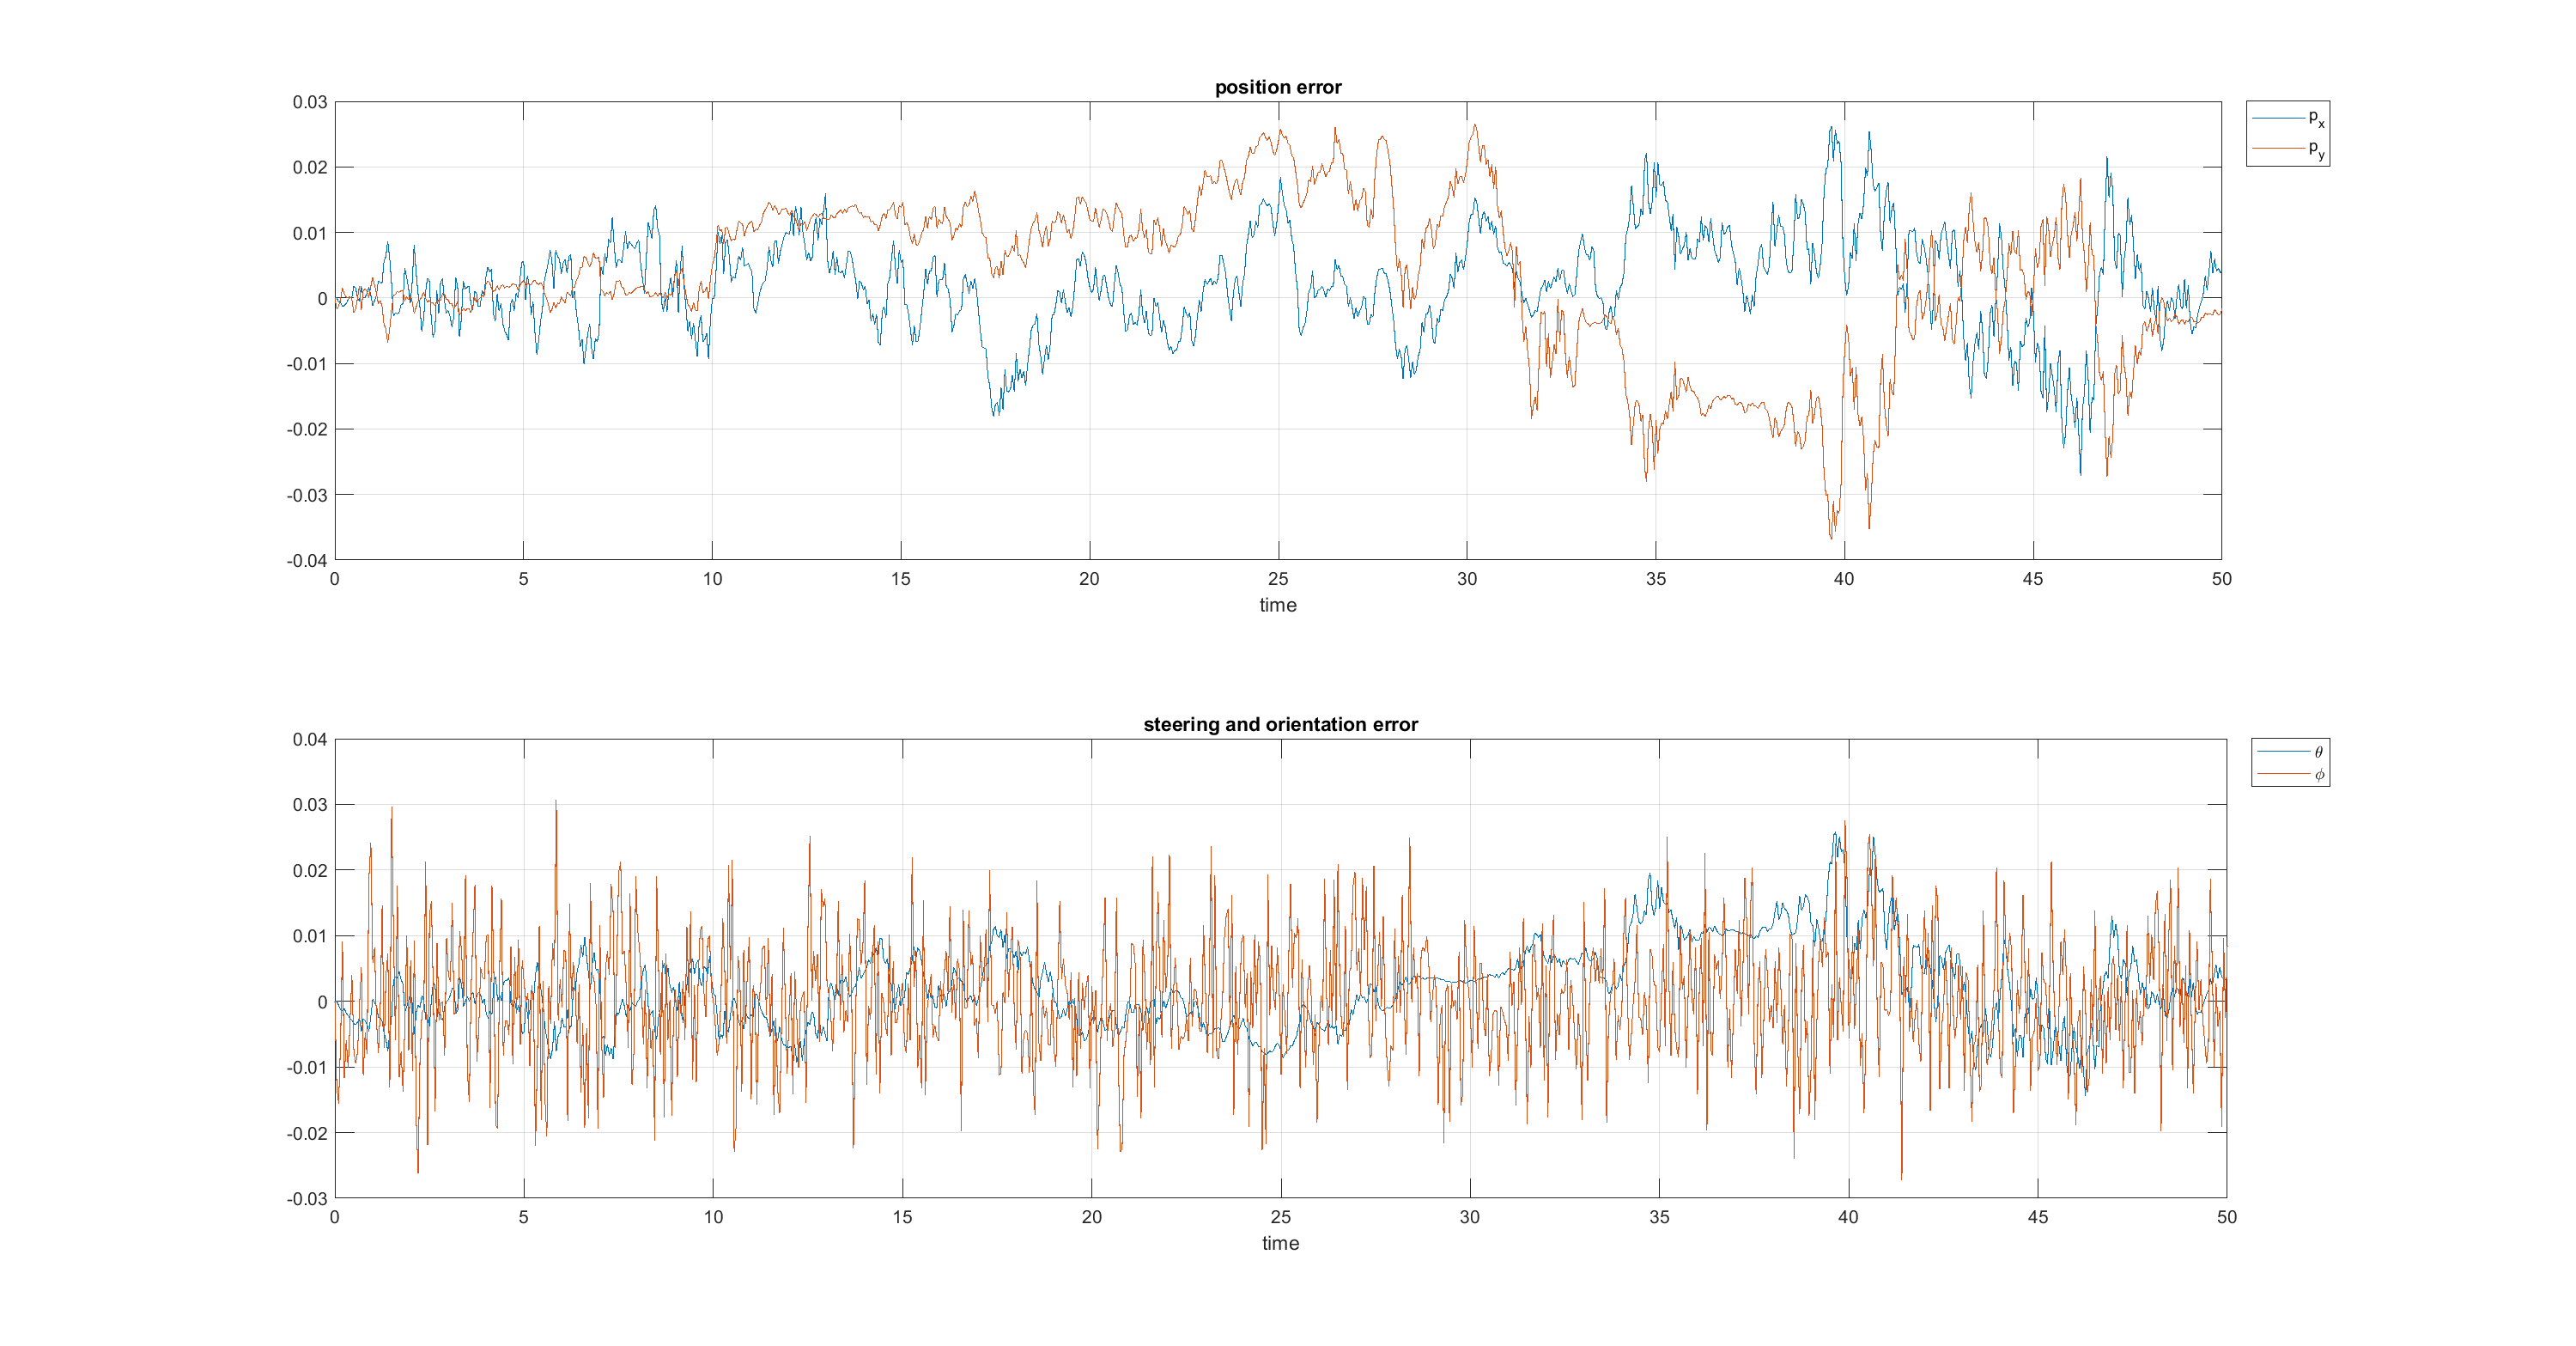 position error
0.03
0.02
0.01
0
-0.01
-0.02
-0.03
-0.04
0 5 10 15 20 25 30 35 40 45 50
time
p_x
p_y
steering and orientation error
0.04
0.03
0.02
0.01
0
-0.01
-0.02
-0.03
0 5 10 15 20 25 30 35 40 45 50
time
θ
ϕ